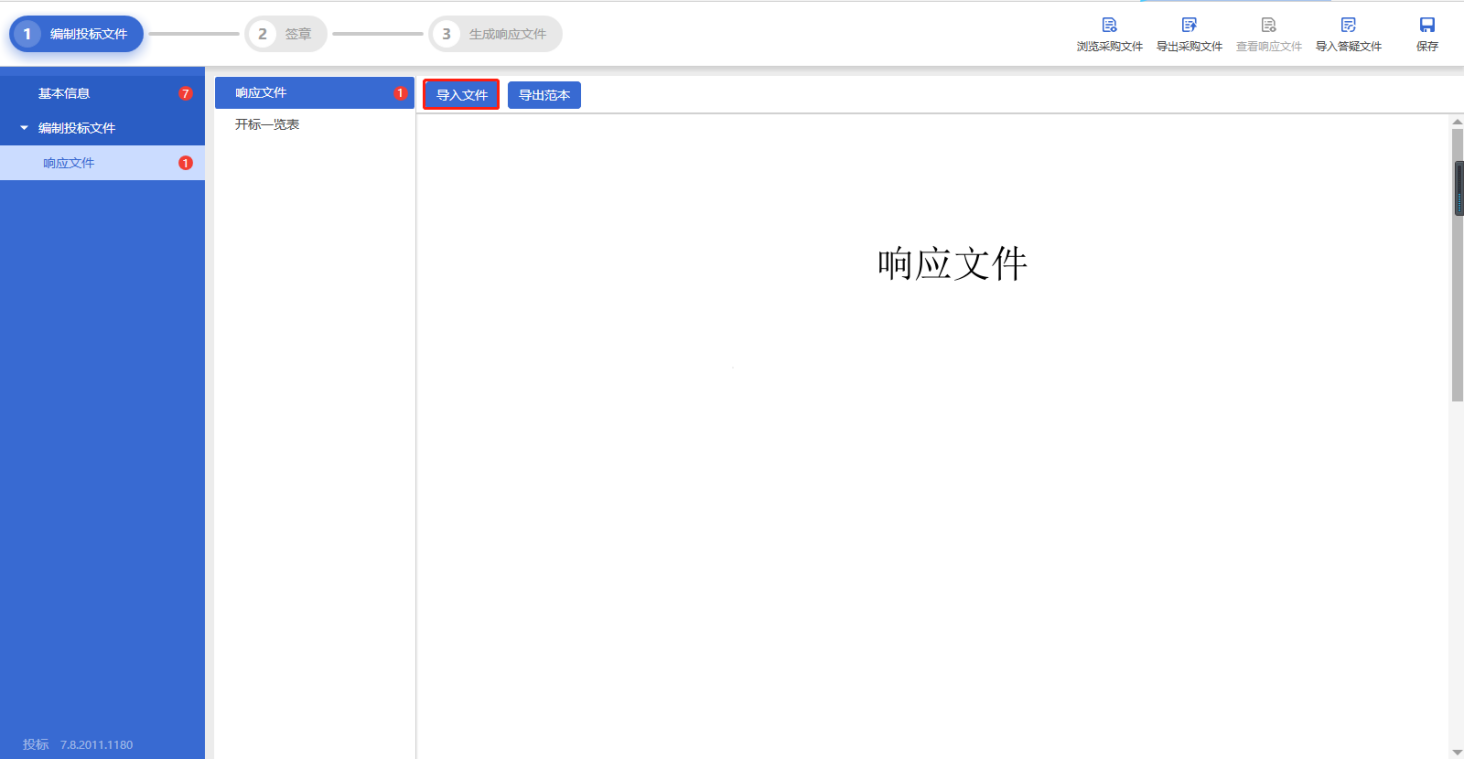 1 编制投标文件
2 签章
3 生成响应文件
浏览采购文件 导出采购文件 查看响应文件 导入答疑文件 保存
基本信息 7
编制投标文件
响应文件 1
响应文件 1
开标一览表
导入文件 导出范本
响应文件
投标 7.8.2011.1180